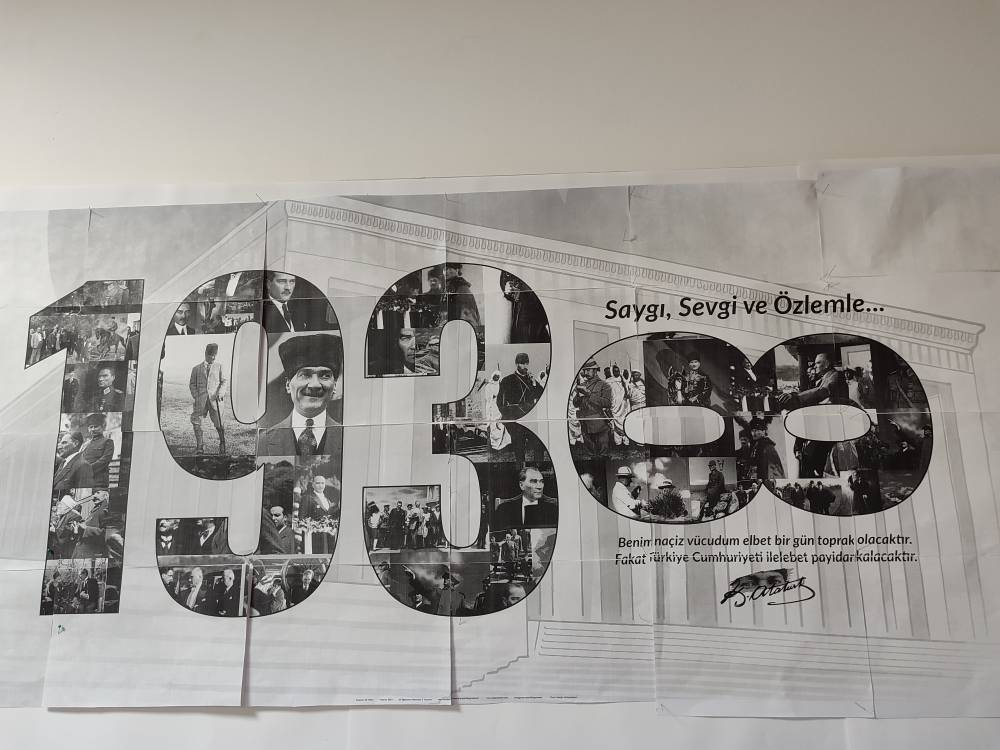 1938
Saygı, Sevgi ve Özlemle...
Benim naçiz vücudum elbet bir gün toprak olacaktır.
Fakat Türkiye Cumhuriyeti ilelebet payidar kalacaktır.
K. Atatürk